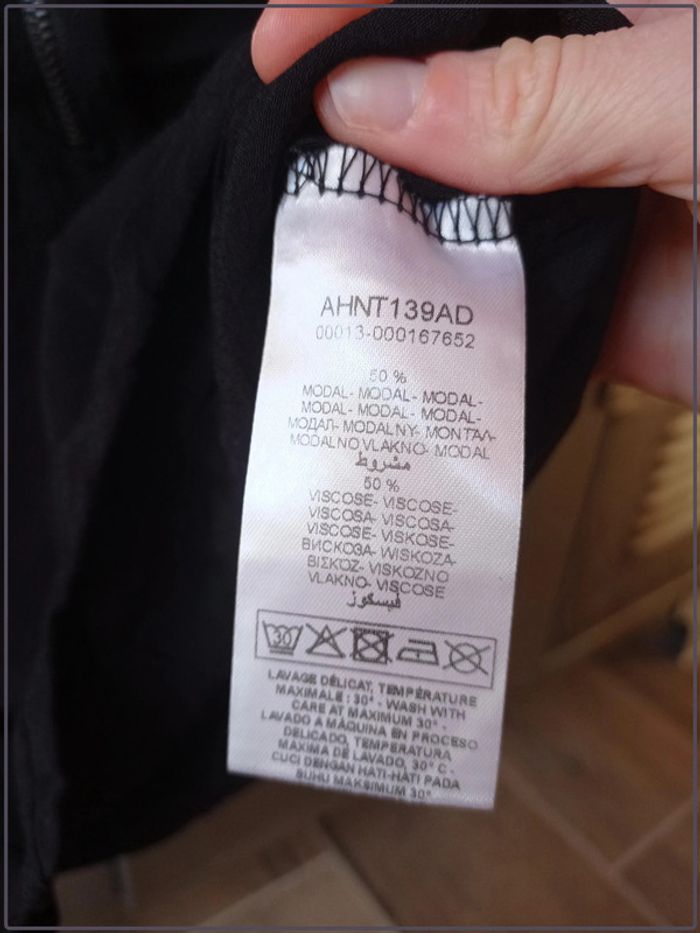 AHNT139AD
00013-000167652
50 %
MODAL- MODAL- MODAL-
MODAL- MODAL- MODAL-
МОДАЛ- MODALNY- ΜΟΝΤΑΛ-
MODALNO VLAKNO- MODAL
مشروط
50 %
VISCOSE- VISCOSE-
VISCOSA- VISCOSA-
VISCOSE- VISKOSE-
ВИСКОЗА- WISKOZA-
ΒΙΣΚΟΖ- VISKOZNO
VLAKNO- VISCOSE
فيسكوز
30
LAVAGE DÉLICAT, TEMPÉRATURE
MAXIMALE : 30° - WASH WITH
CARE AT MAXIMUM 30° -
LAVADO A MÁQUINA EN PROCESO
DELICADO, TEMPERATURA
MAXIMA DE LAVADO, 30° C -
CUCI DENGAN HATI-HATI PADA
SUHU MAKSIMUM 30°